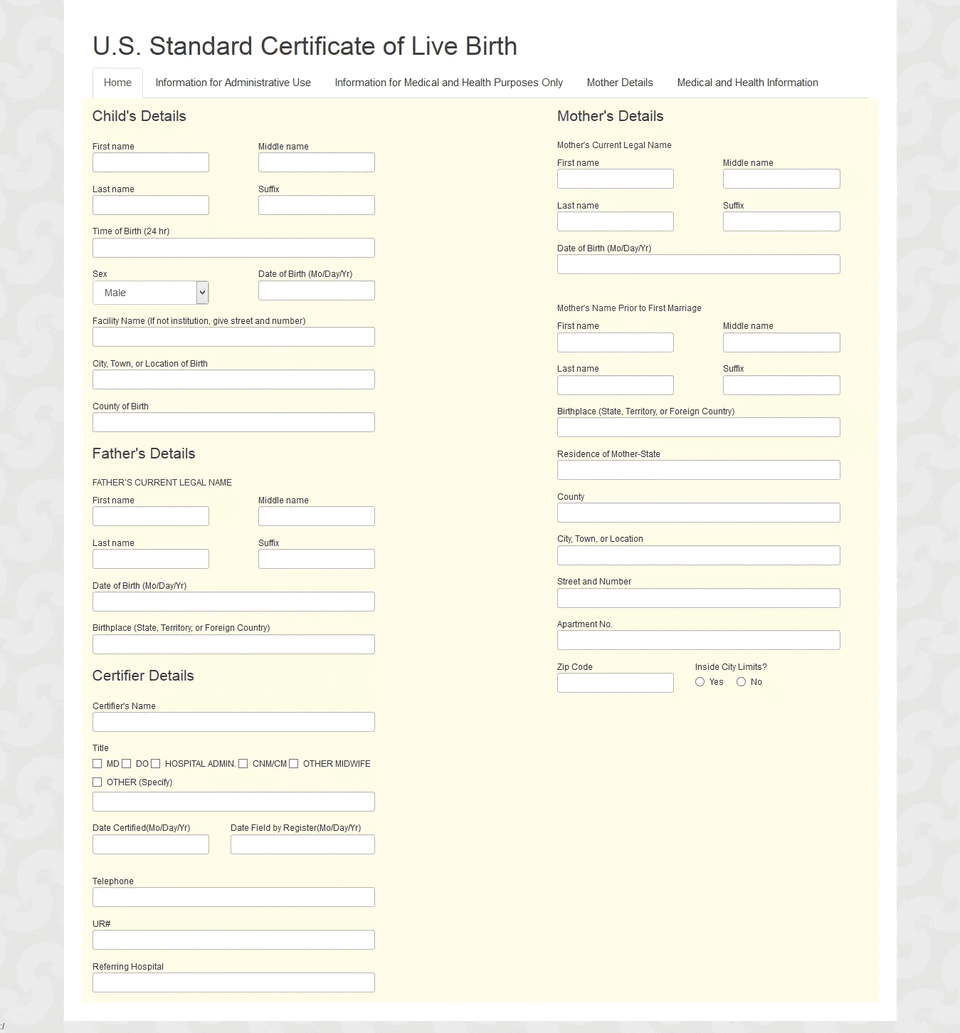 U.S. Standard Certificate of Live Birth
Home Information for Administrative Use Information for Medical and Health Purposes Only Mother Details Medical and Health Information
Child's Details
First name Middle name
Last name Suffix
Time of Birth (24 hr)
Sex Date of Birth (Mo/Day/Yr)
Male
Facility Name (If not institution, give street and number)
City, Town, or Location of Birth
County of Birth
Father's Details
FATHER'S CURRENT LEGAL NAME
First name Middle name
Last name Suffix
Date of Birth (Mo/Day/Yr)
Birthplace (State, Territory, or Foreign Country)
Certifier Details
Certifier's Name
Title
MD DO HOSPITAL ADMIN. CNM/CM OTHER MIDWIFE
OTHER (Specify)
Date Certified(Mo/Day/Yr) Date Field by Register(Mo/Day/Yr)
Telephone
UR#
Referring Hospital
Mother's Details
Mother's Current Legal Name
First name Middle name
Last name Suffix
Date of Birth (Mo/Day/Yr)
Mother's Name Prior to First Marriage
First name Middle name
Last name Suffix
Birthplace (State, Territory, or Foreign Country)
Residence of Mother-State
County
City, Town, or Location
Street and Number
Apartment No.
Zip Code Inside City Limits?
Yes No